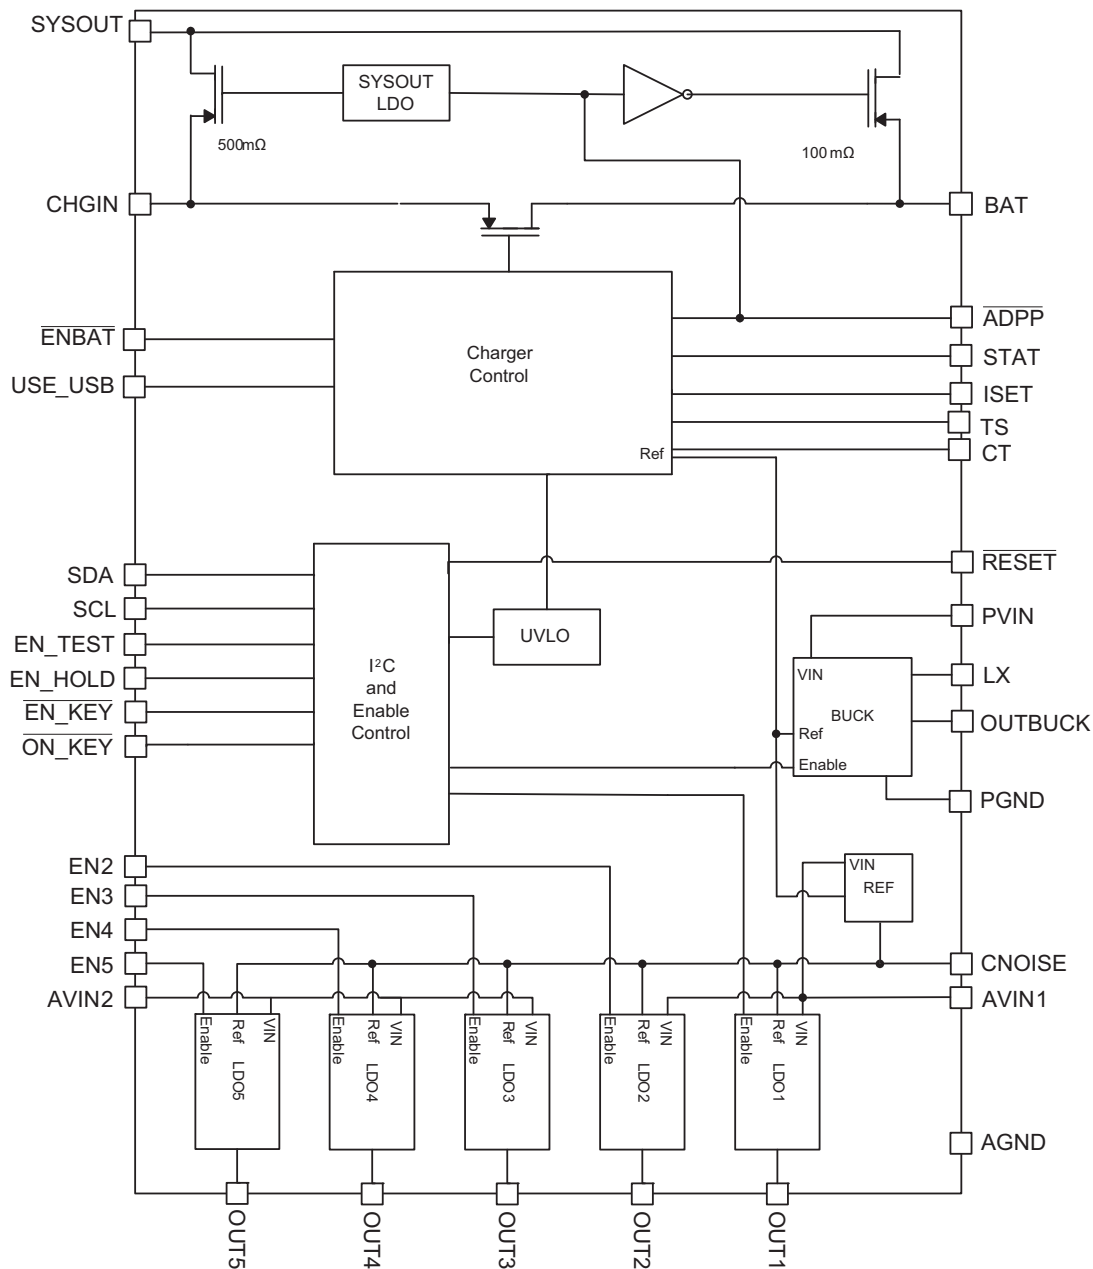 SYSOUT
SYSOUT
LDO
500mΩ
100mΩ
CHGIN
BAT
ENBAT
USE_USB
Charger
Control
Ref
ADPP
STAT
ISET
TS
CT
SDA
SCL
EN_TEST
EN_HOLD
EN_KEY
ON_KEY
I²C
and
Enable
Control
UVLO
RESET
PVIN
LX
OUTBUCK
PGND
VIN
BUCK
Ref
Enable
VIN
REF
EN2
EN3
EN4
EN5
AVIN2
CNOISE
AVIN1
AGND
Enable
Ref
VIN
LDO5
Enable
Ref
VIN
LDO4
Enable
Ref
VIN
LDO3
Enable
Ref
VIN
LDO2
Enable
Ref
VIN
LDO1
OUT5
OUT4
OUT3
OUT2
OUT1